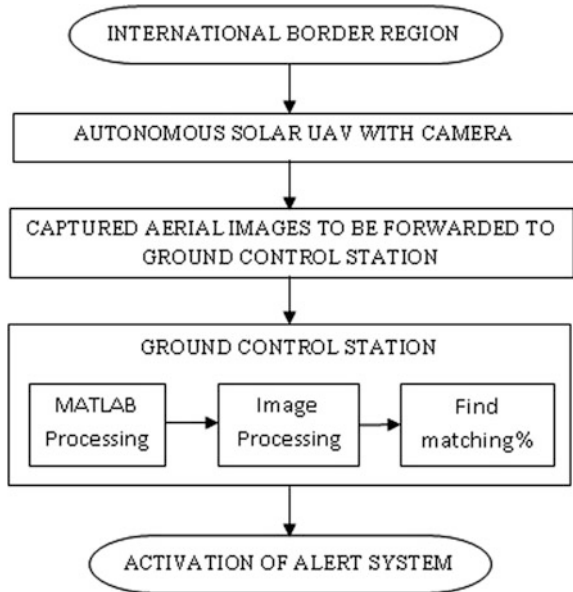 INTERNATIONAL BORDER REGION
AUTONOMOUS SOLAR UAV WITH CAMERA
CAPTURED AERIAL IMAGES TO BE FORWARDED TO
GROUND CONTROL STATION
GROUND CONTROL STATION
MATLAB
Processing
Image
Processing
Find
matching%
ACTIVATION OF ALERT SYSTEM